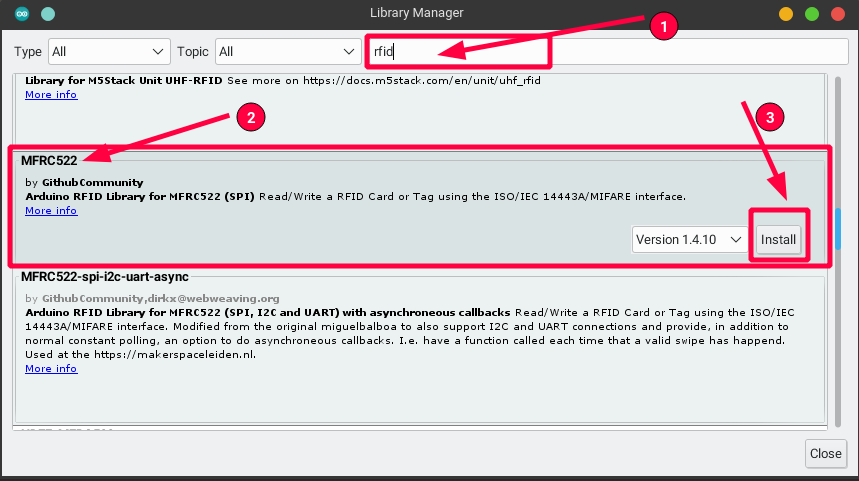 Library Manager
1
Type All Topic All rfid
Library for M5Stack Unit UHF-RFID See more on https://docs.m5stack.com/en/unit/uhf_rfid
More info
2
3
MFRC522
by GithubCommunity
Arduino RFID Library for MFRC522 (SPI) Read/Write a RFID Card or Tag using the ISO/IEC 14443A/MIFARE interface.
More info
Version 1.4.10 Install
MFRC522-spi-i2c-uart-async
by GithubCommunity,dirkx@webweaving.org
Arduino RFID Library for MFRC522 (SPI, I2C and UART) with asynchroneous callbacks Read/Write a RFID Card or Tag using the ISO/IEC
14443A/MIFARE interface. Modified from the original miguelbalboa to also support I2C and UART connections and provide, in addition to
normal constant polling, an option to do asynchroneous callbacks. I.e. have a function called each time that a valid swipe has happend.
Used at the https://makerspaceleiden.nl.
More info
Close